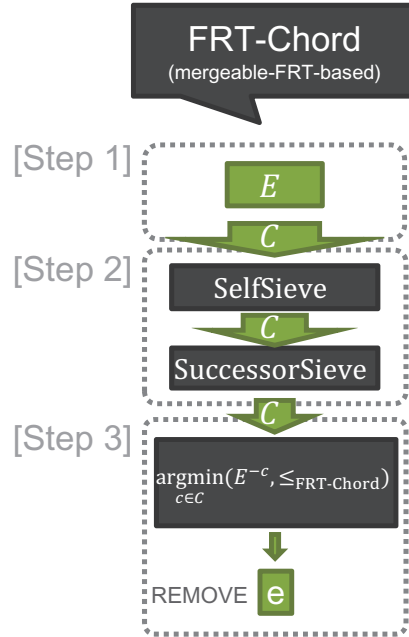 FRT-Chord
(mergeable-FRT-based)
[Step 1]
E
C
[Step 2]
SelfSieve
C
SuccessorSieve
C
[Step 3]
argmin(E⁻ᶜ, ≤FRT-Chord)
c∈C
REMOVE e